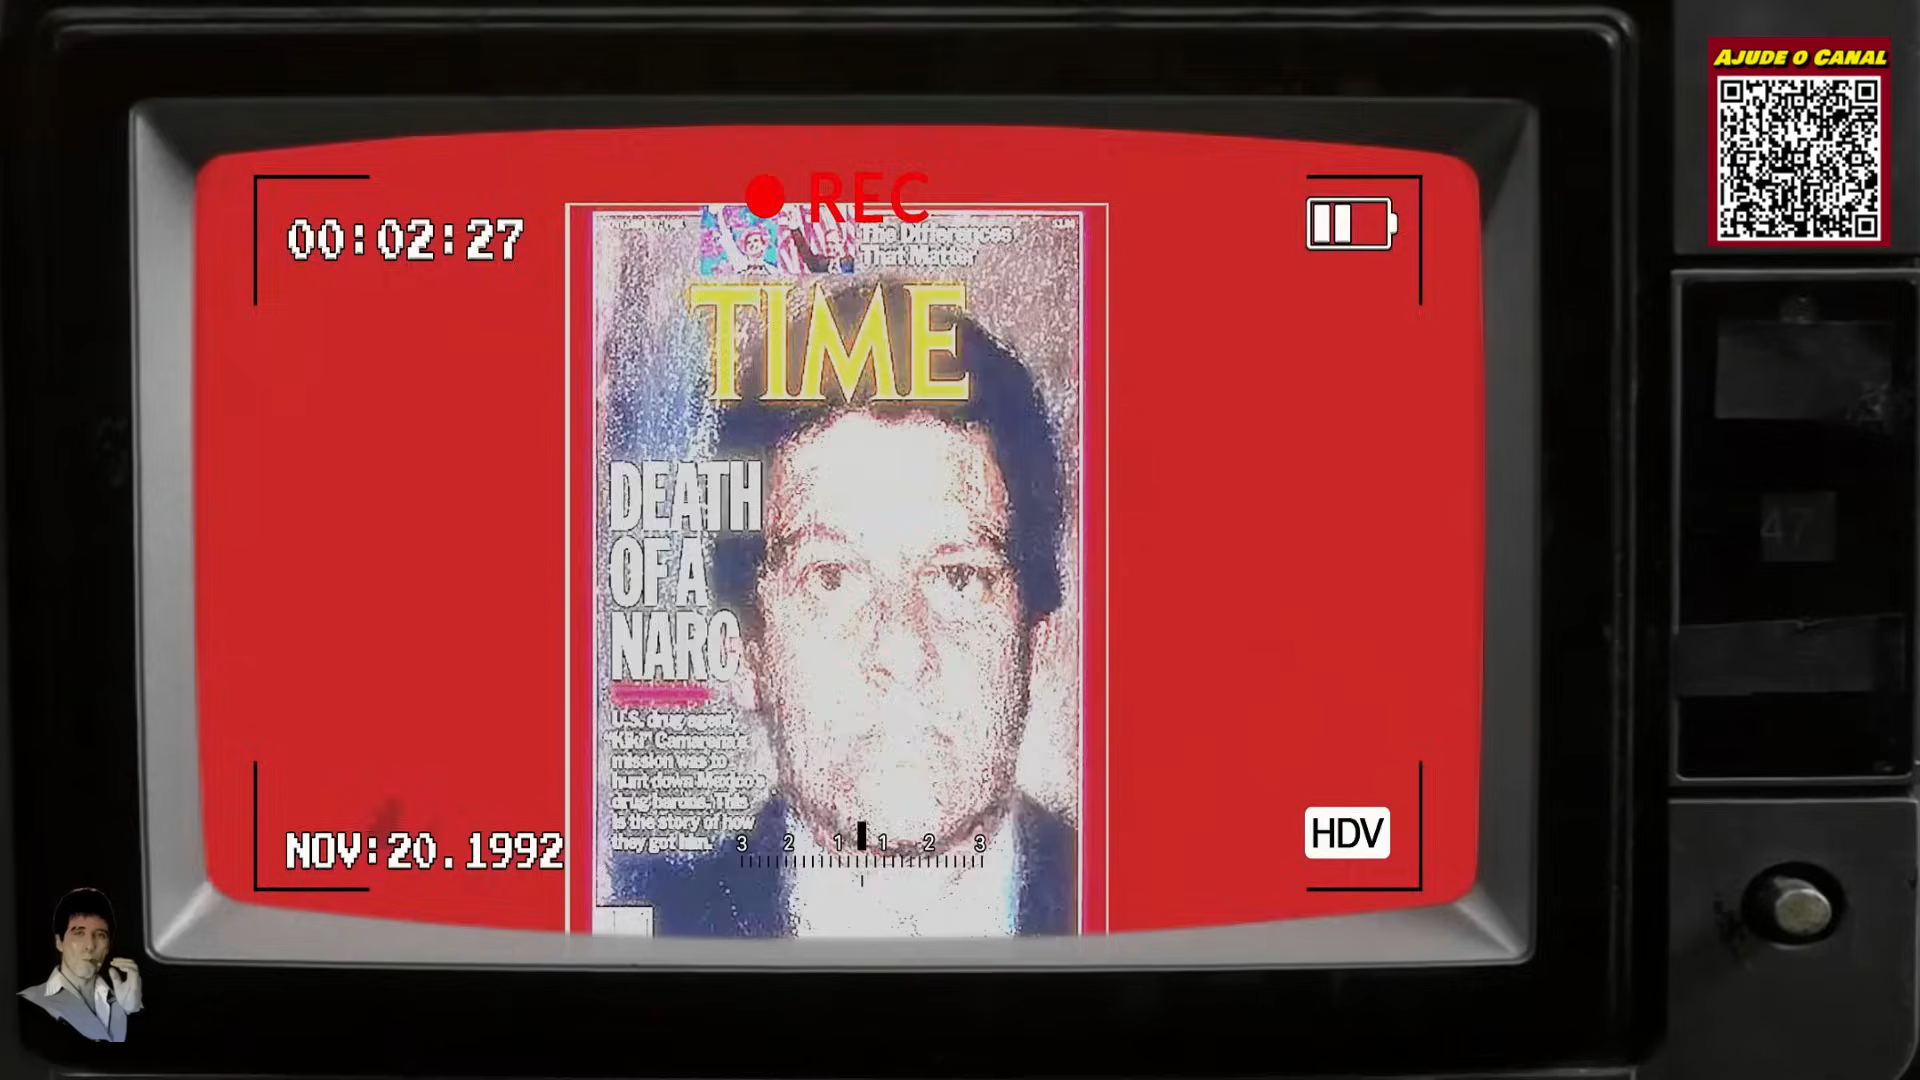 AJUDE O CANAL
REC
00:02:27
The Differences
That Matter
TIME
DEATH
OF A
NARC
U.S. drug agent
"Kiki" Camarena's
mission was to
hunt down Mexico's
drug barons. This
is the story of how
they got him.
3 2 1 1 2 3
NOV:20.1992
HDV
47